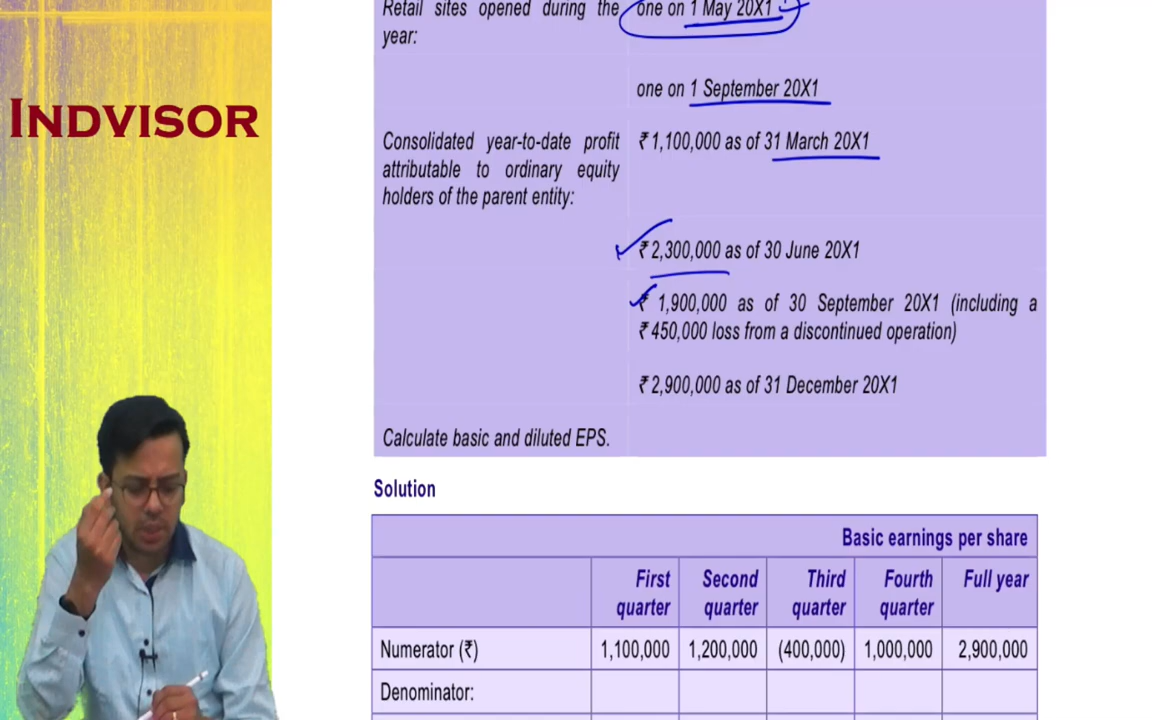 INDVISOR
Retail sites opened during the one on 1 May 20X1
year:
one on 1 September 20X1
Consolidated year-to-date profit ₹ 1,100,000 as of 31 March 20X1
attributable to ordinary equity
holders of the parent entity:
₹ 2,300,000 as of 30 June 20X1
₹ 1,900,000 as of 30 September 20X1 (including a
₹ 450,000 loss from a discontinued operation)
₹ 2,900,000 as of 31 December 20X1
Calculate basic and diluted EPS.
Solution
Basic earnings per share
First Second Third Fourth Full year
quarter quarter quarter quarter
Numerator (₹) 1,100,000 1,200,000 (400,000) 1,000,000 2,900,000
Denominator: